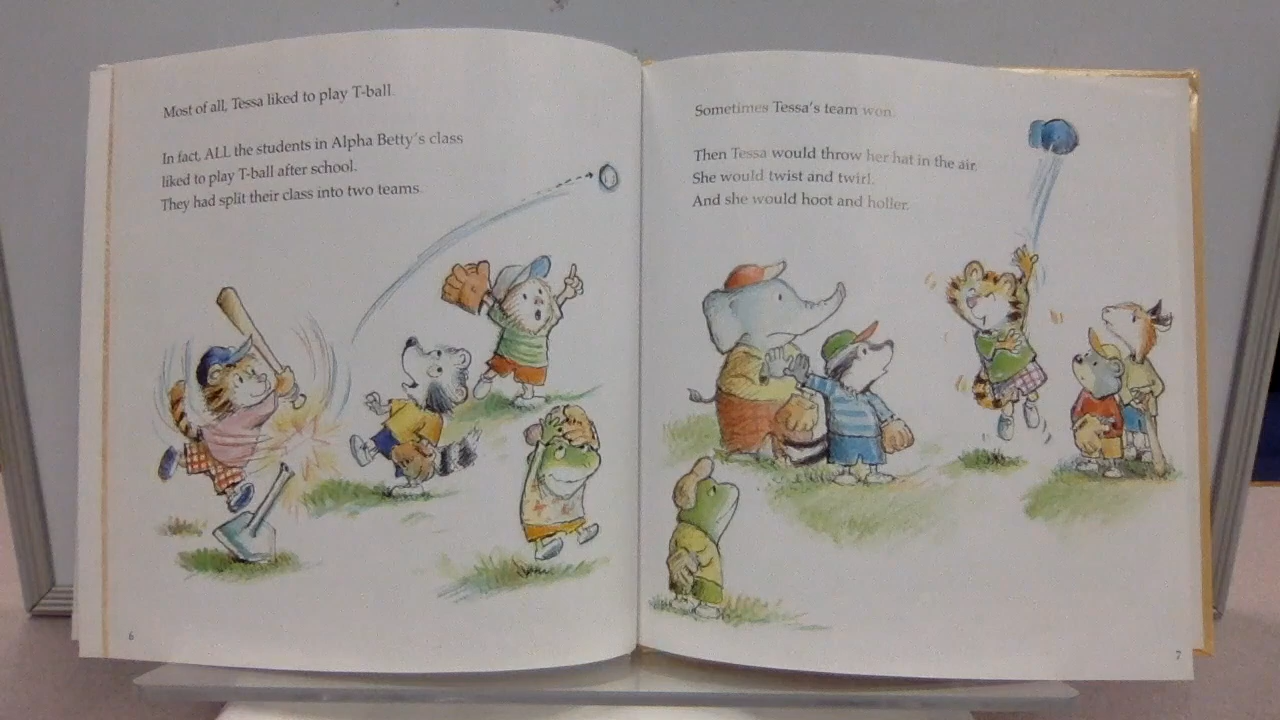 Most of all, Tessa liked to play T-ball.
In fact, ALL the students in Alpha Betty's class
liked to play T-ball after school.
They had split their class into two teams.
6
Sometimes Tessa's team won.
Then Tessa would throw her hat in the air.
She would twist and twirl.
And she would hoot and holler.
7